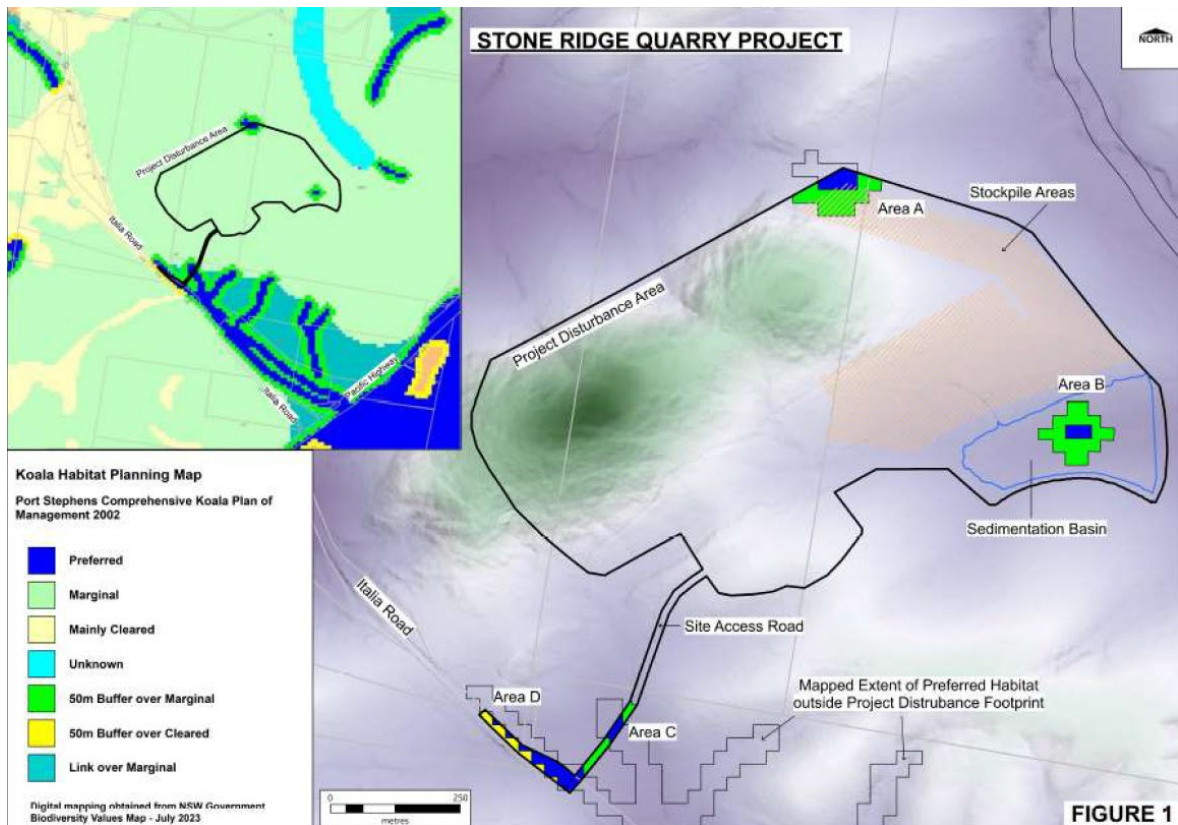 STONE RIDGE QUARRY PROJECT
NORTH
Project Disturbance Area
Italia Road
Italia Road
Pacific Highway
Koala Habitat Planning Map
Port Stephens Comprehensive Koala Plan of
Management 2002
Preferred
Marginal
Mainly Cleared
Unknown
50m Buffer over Marginal
50m Buffer over Cleared
Link over Marginal
Digital mapping obtained from NSW Government
Biodiversity Values Map - July 2023
Stockpile Areas
Area A
Project Disturbance Area
Area B
Sedimentation Basin
Italia Road
Site Access Road
Area D
Area C
Mapped Extent of Preferred Habitat
outside Project Distrubance Footprint
0
250
metres
FIGURE 1